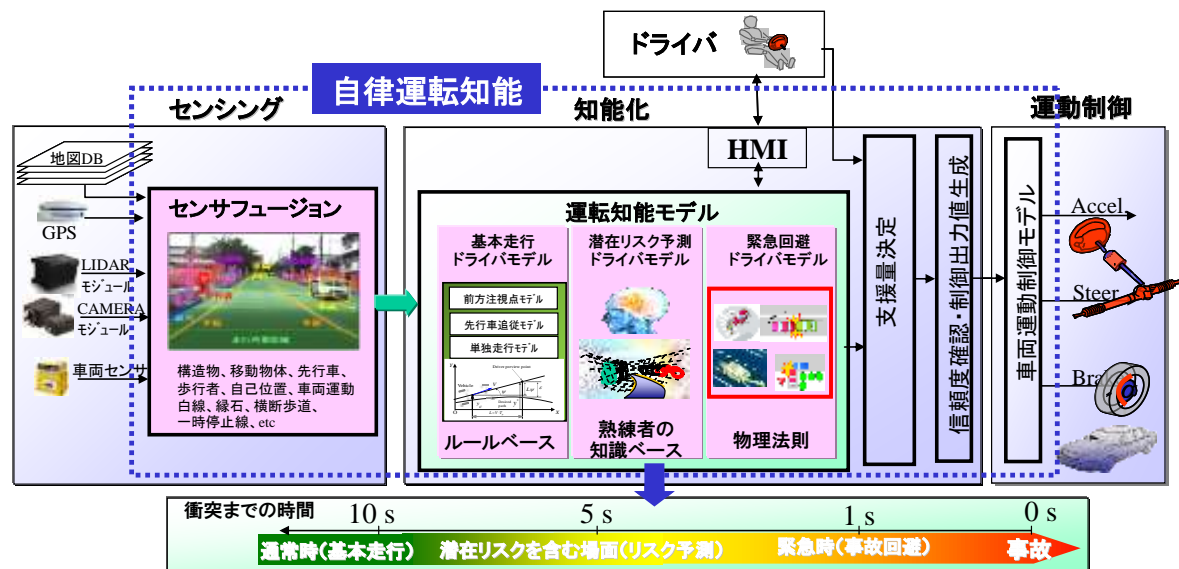 ドライバ
自律運転知能
センシング
知能化
運動制御
地図DB
GPS
LIDAR
ﾓｼﾞｭｰﾙ
CAMERA
ﾓｼﾞｭｰﾙ
車両センサ
センサフュージョン
構造物、移動物体、先行車、
歩行者、自己位置、車両運動
白線、縁石、横断歩道、
一時停止線、etc
HMI
運転知能モデル
基本走行
ドライバモデル
前方注視点モデル
先行車追従モデル
単独走行モデル
Driver preview point
Vehicle
ルールベース
潜在リスク予測
ドライバモデル
熟練者の
知識ベース
緊急回避
ドライバモデル
物理法則
支援量決定
信頼度確認・制御出力値生成
車両運動制御モデル
Accel
Steer
Bra
衝突までの時間
10 s
5 s
1 s
0 s
通常時(基本走行)
潜在リスクを含む場面(リスク予測)
緊急時(事故回避)
事故